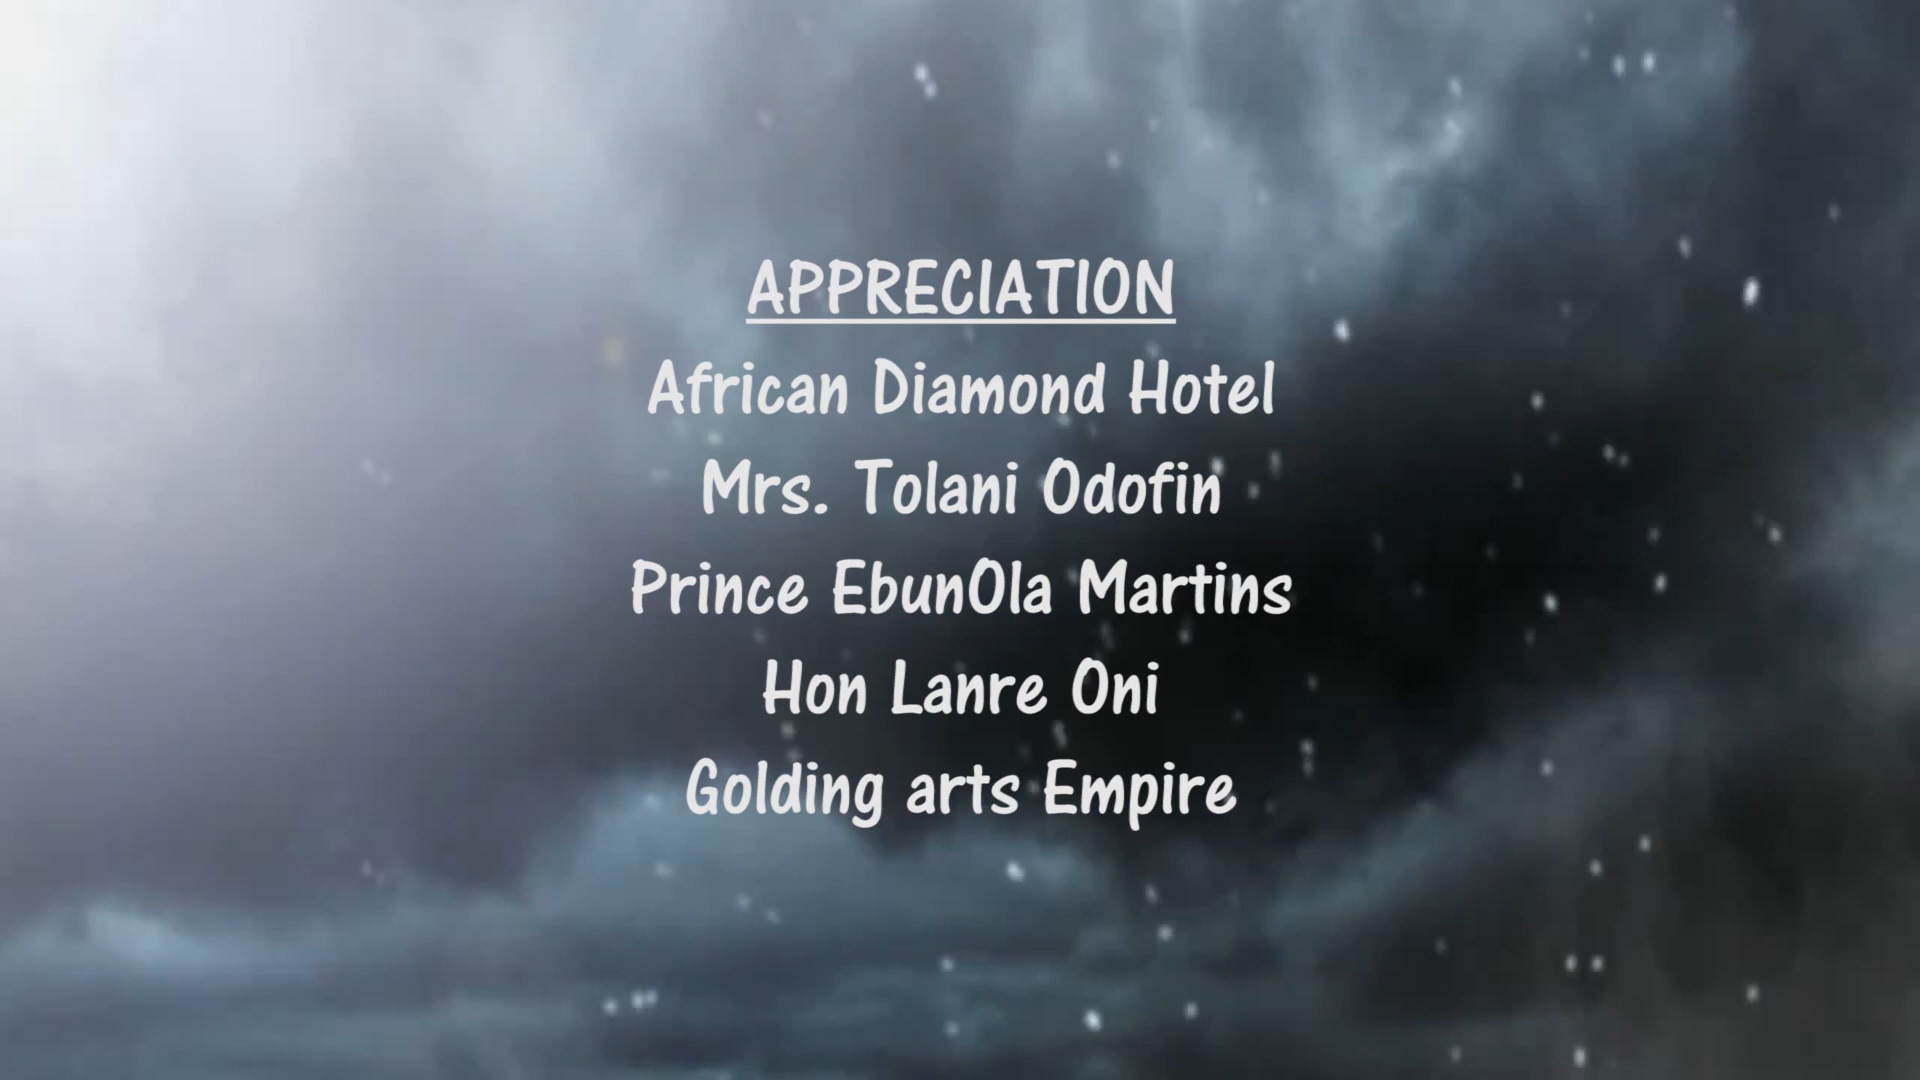 APPRECIATION
African Diamond Hotel
Mrs. Tolani Odofin
Prince EbunOla Martins
Hon Lanre Oni
Golding arts Empire